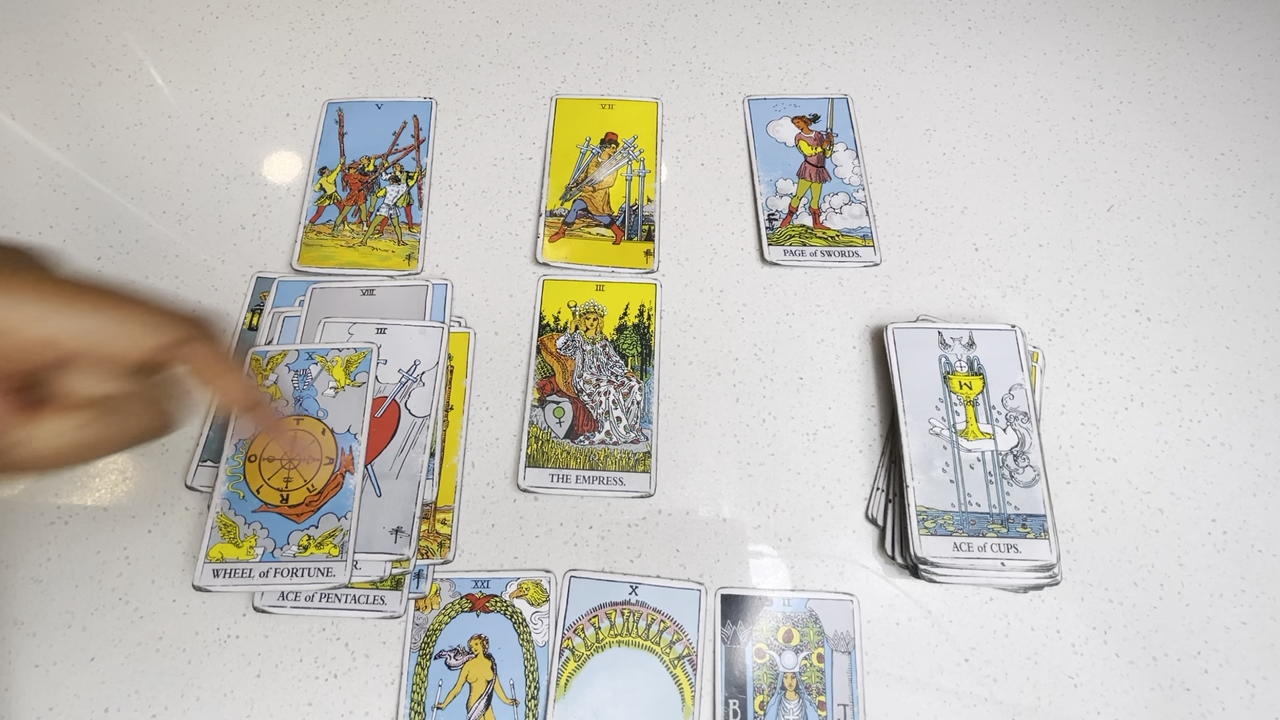 V
VII
PAGE of SWORDS.
VIII
III
III
X
THE EMPRESS.
M
T
A
R
O
WHEEL of FORTUNE.
R.
ACE of PENTACLES.
ACE of CUPS.
XXI
X
II
B
J